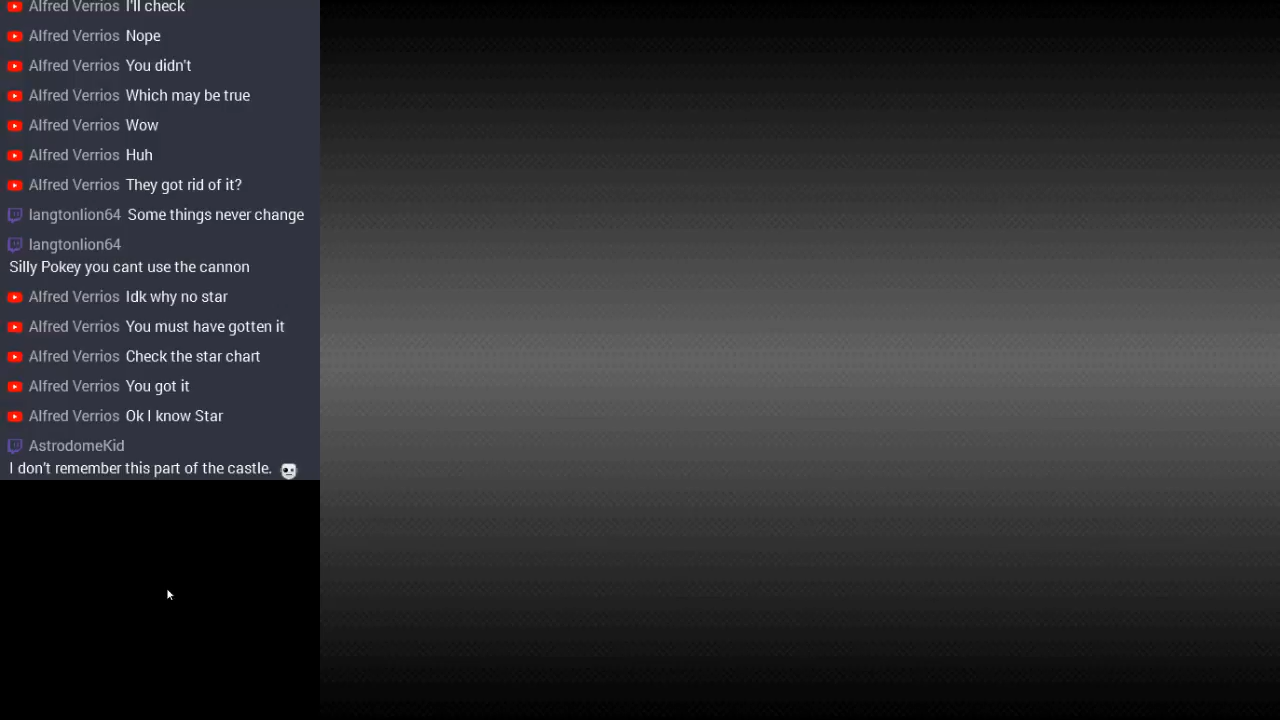 Alfred Verrios I'll check
Alfred Verrios Nope
Alfred Verrios You didn't
Alfred Verrios Which may be true
Alfred Verrios Wow
Alfred Verrios Huh
Alfred Verrios They got rid of it?
langtonlion64 Some things never change
langtonlion64
Silly Pokey you cant use the cannon
Alfred Verrios Idk why no star
Alfred Verrios You must have gotten it
Alfred Verrios Check the star chart
Alfred Verrios You got it
Alfred Verrios Ok I know Star
AstrodomeKid
I don't remember this part of the castle.